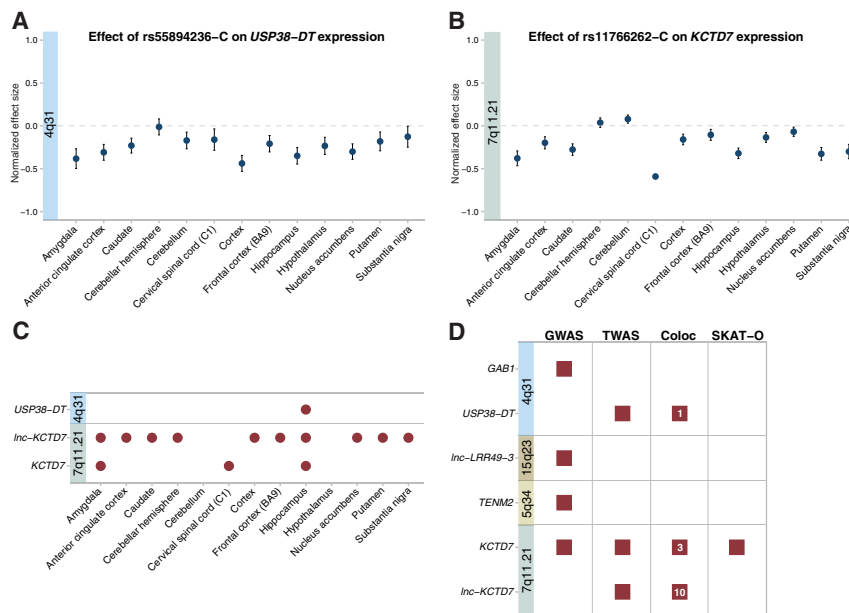 A
Effect of rs55894236−C on USP38−DT expression
4q31
Normalized effect size
1.0
0.5
0.0
−0.5
−1.0
Amygdala
Anterior cingulate cortex
Caudate
Cerebellar hemisphere
Cerebellum
Cervical spinal cord (C1)
Cortex
Frontal cortex (BA9)
Hippocampus
Hypothalamus
Nucleus accumbens
Putamen
Substantia nigra
B
Effect of rs11766262−C on KCTD7 expression
7q11.21
Normalized effect size
1.0
0.5
0.0
−0.5
−1.0
Amygdala
Anterior cingulate cortex
Caudate
Cerebellar hemisphere
Cerebellum
Cervical spinal cord (C1)
Cortex
Frontal cortex (BA9)
Hippocampus
Hypothalamus
Nucleus accumbens
Putamen
Substantia nigra
C
USP38−DT
lnc−KCTD7
KCTD7
4q31
7q11.21
Amygdala
Anterior cingulate cortex
Caudate
Cerebellar hemisphere
Cerebellum
Cervical spinal cord (C1)
Cortex
Frontal cortex (BA9)
Hippocampus
Hypothalamus
Nucleus accumbens
Putamen
Substantia nigra
D
GWAS TWAS Coloc SKAT−O
GAB1
4q31
USP38−DT 1
lnc−LRR49−3 15q23
TENM2 5q34
KCTD7 3
7q11.21
lnc−KCTD7 10